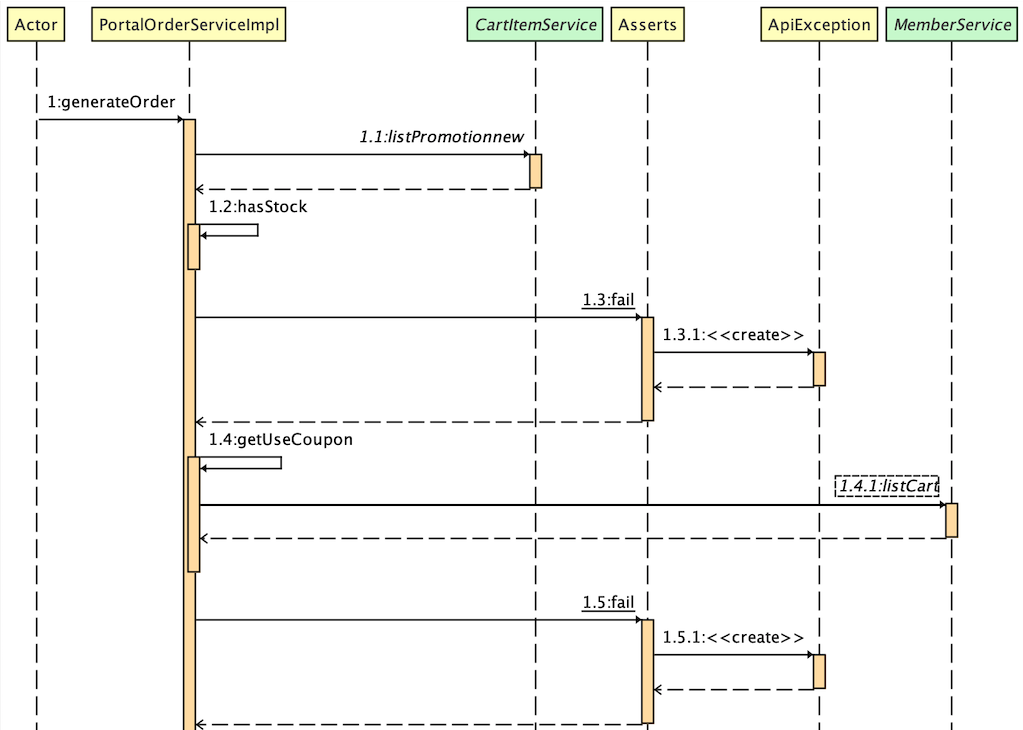 Actor
PortalOrderServiceImpl
CartItemService
Asserts
ApiException
MemberService
1:generateOrder
1.1:listPromotionnew
1.2:hasStock
1.3:fail
1.3.1:<<create>>
1.4:getUseCoupon
1.4.1:listCart
1.5:fail
1.5.1:<<create>>